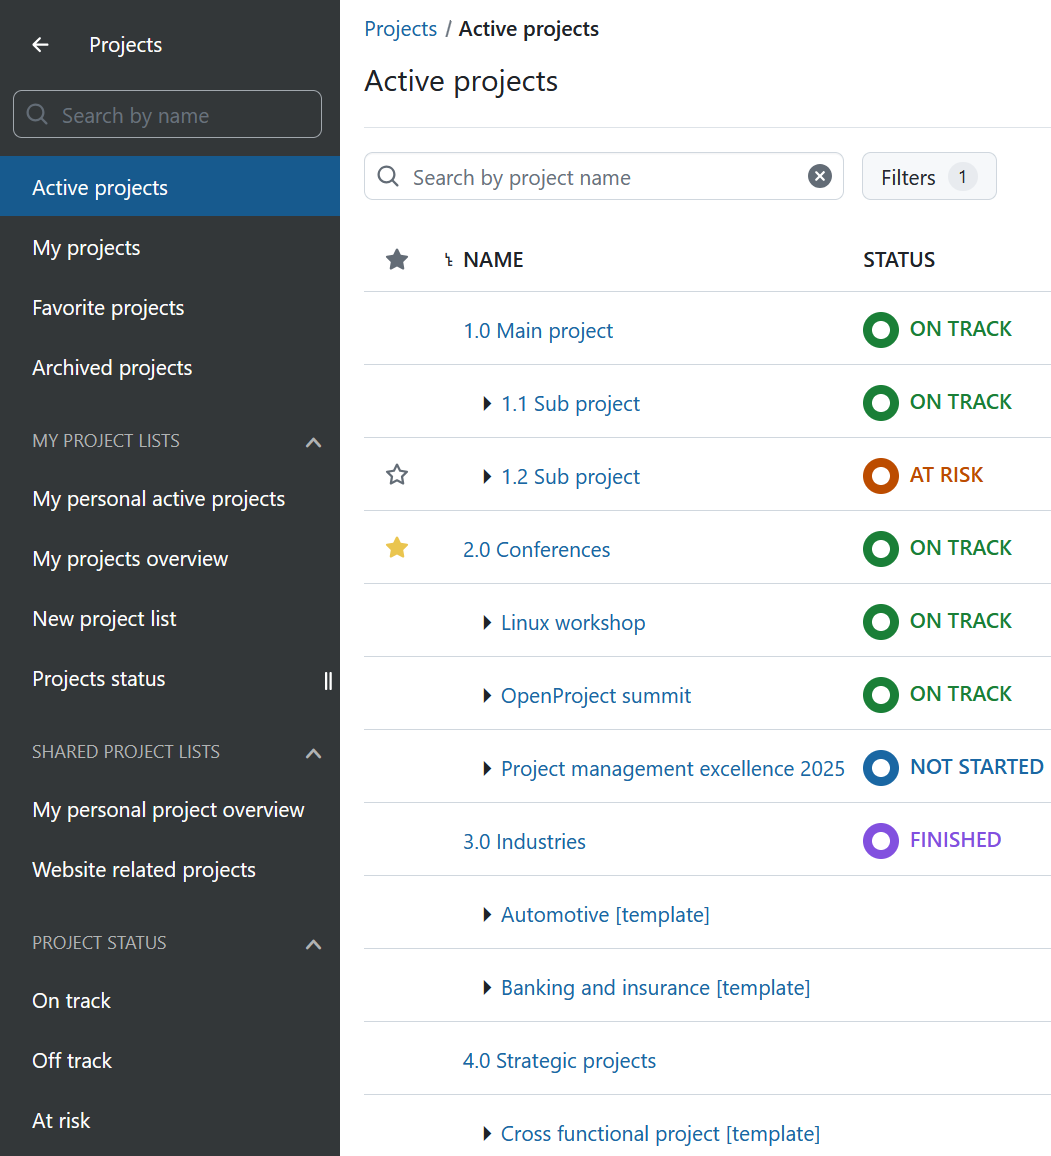 Projects
Search by name
Active projects
My projects
Favorite projects
Archived projects
MY PROJECT LISTS
My personal active projects
My projects overview
New project list
Projects status
SHARED PROJECT LISTS
My personal project overview
Website related projects
PROJECT STATUS
On track
Off track
At risk
Projects / Active projects
Active projects
Search by project name
Filters 1
NAME STATUS
1.0 Main project ON TRACK
1.1 Sub project ON TRACK
1.2 Sub project AT RISK
2.0 Conferences ON TRACK
Linux workshop ON TRACK
OpenProject summit ON TRACK
Project management excellence 2025 NOT STARTED
3.0 Industries FINISHED
Automotive [template]
Banking and insurance [template]
4.0 Strategic projects
Cross functional project [template]